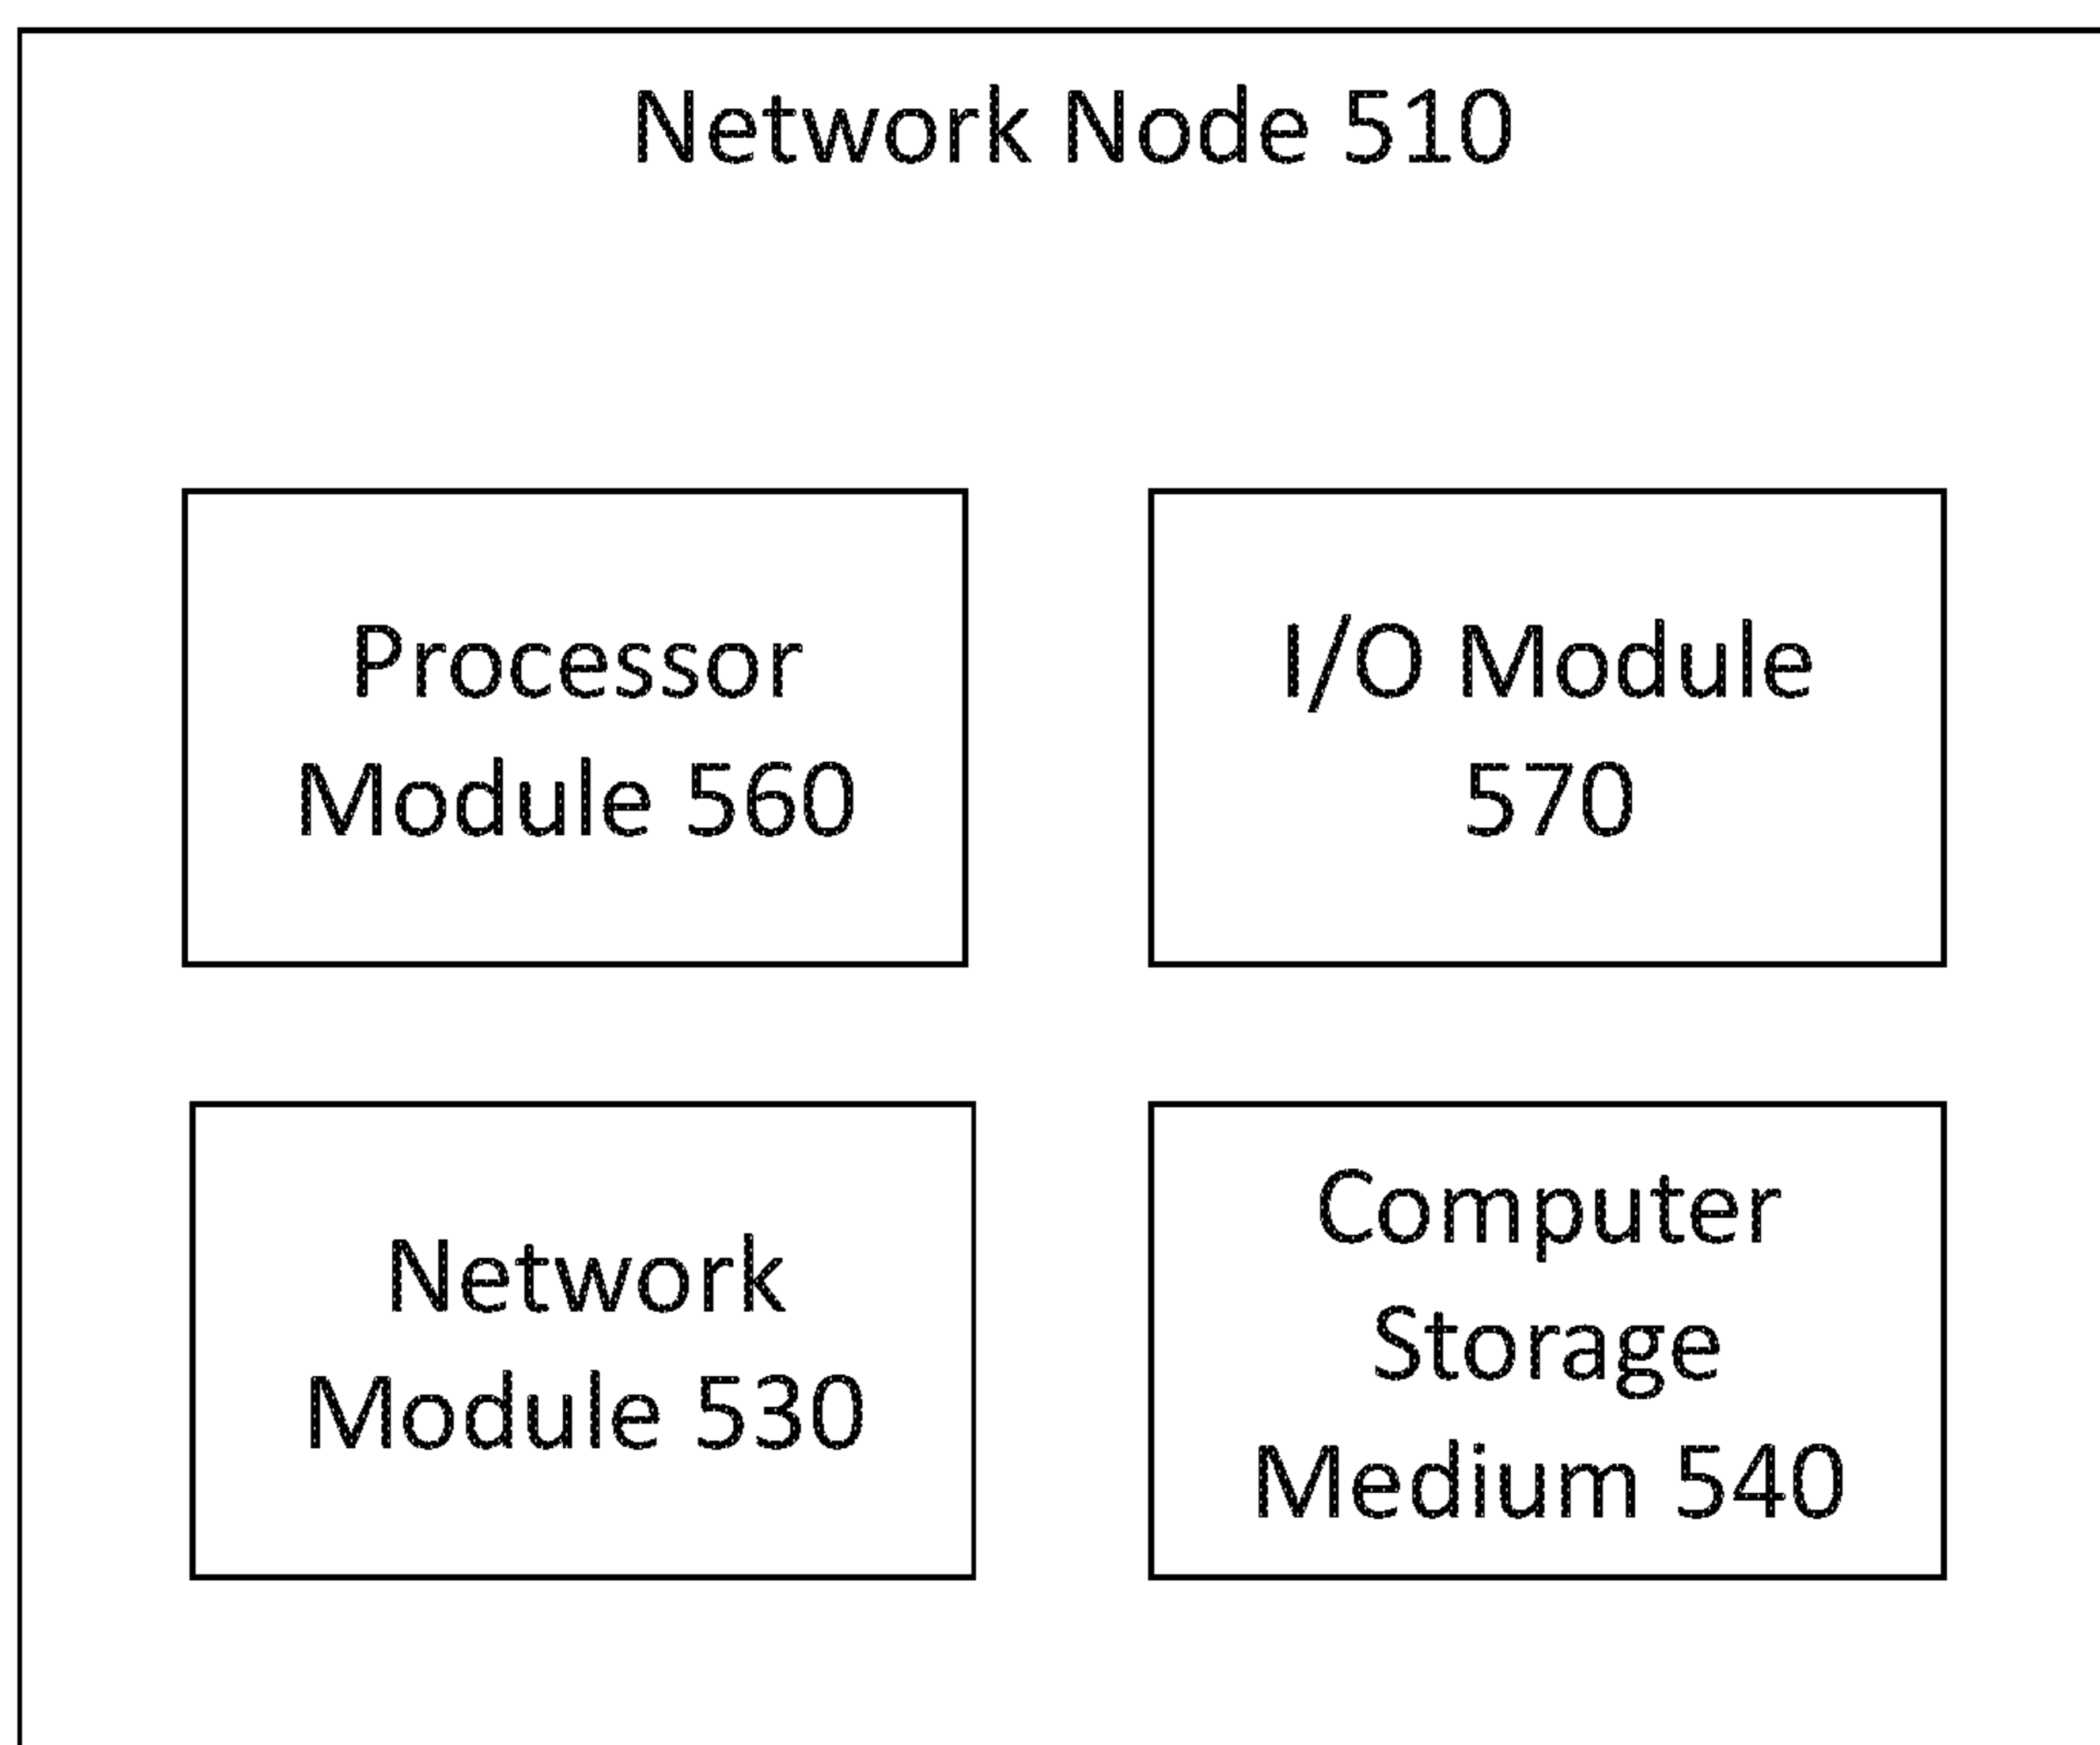 Network Node 510
Processor
Module 560
I/O Module
570
Network
Module 530
Computer
Storage
Medium 540